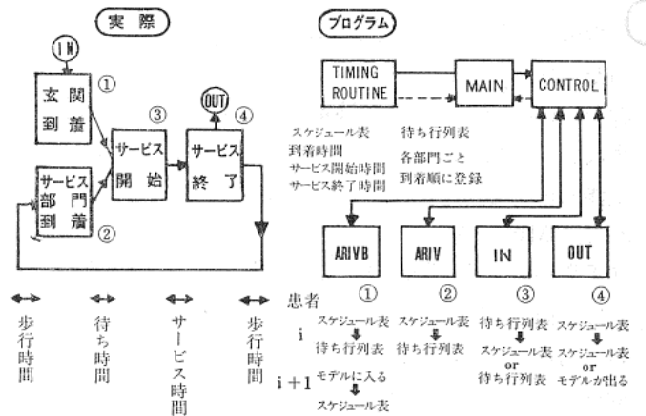 実際
IN
①
玄関
到着
サービス
部門
到着
②
③
サービス
開始
OUT
④
サービス
終了
歩行時間
待ち時間
サービス時間
歩行時間
プログラム
TIMING
ROUTINE
MAIN
CONTROL
スケジュール表
到着時間
サービス開始時間
サービス終了時間
待ち行列表
各部門ごと
到着順に登録
ARIVB
ARIV
IN
OUT
患者
①
②
③
④
i
スケジュール表
待ち行列表
スケジュール表
待ち行列表
待ち行列表
スケジュール表
or
待ち行列表
スケジュール表
スケジュール表
or
モデルが出る
i+1
モデルに入る
スケジュール表